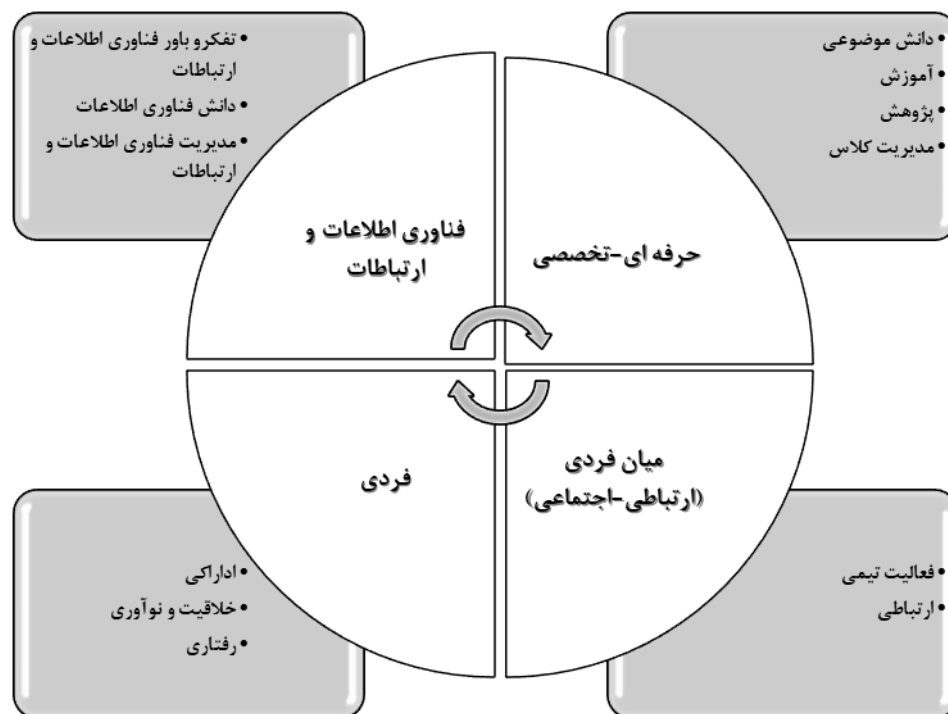 • دانش موضوعی
• آموزش
• پژوهش
• مدیریت کلاس
• تفکرو باور فناوری اطلاعات و
ارتباطات
• دانش فناوری اطلاعات
• مدیریت فناوری اطلاعات و
ارتباطات
حرفه ای-تخصصی
فناوری اطلاعات و
ارتباطات
میان فردی
(ارتباطی-اجتماعی)
فردی
• فعالیت تیمی
• ارتباطی
• اداراکی
• خلاقیت و نوآوری
• رفتاری